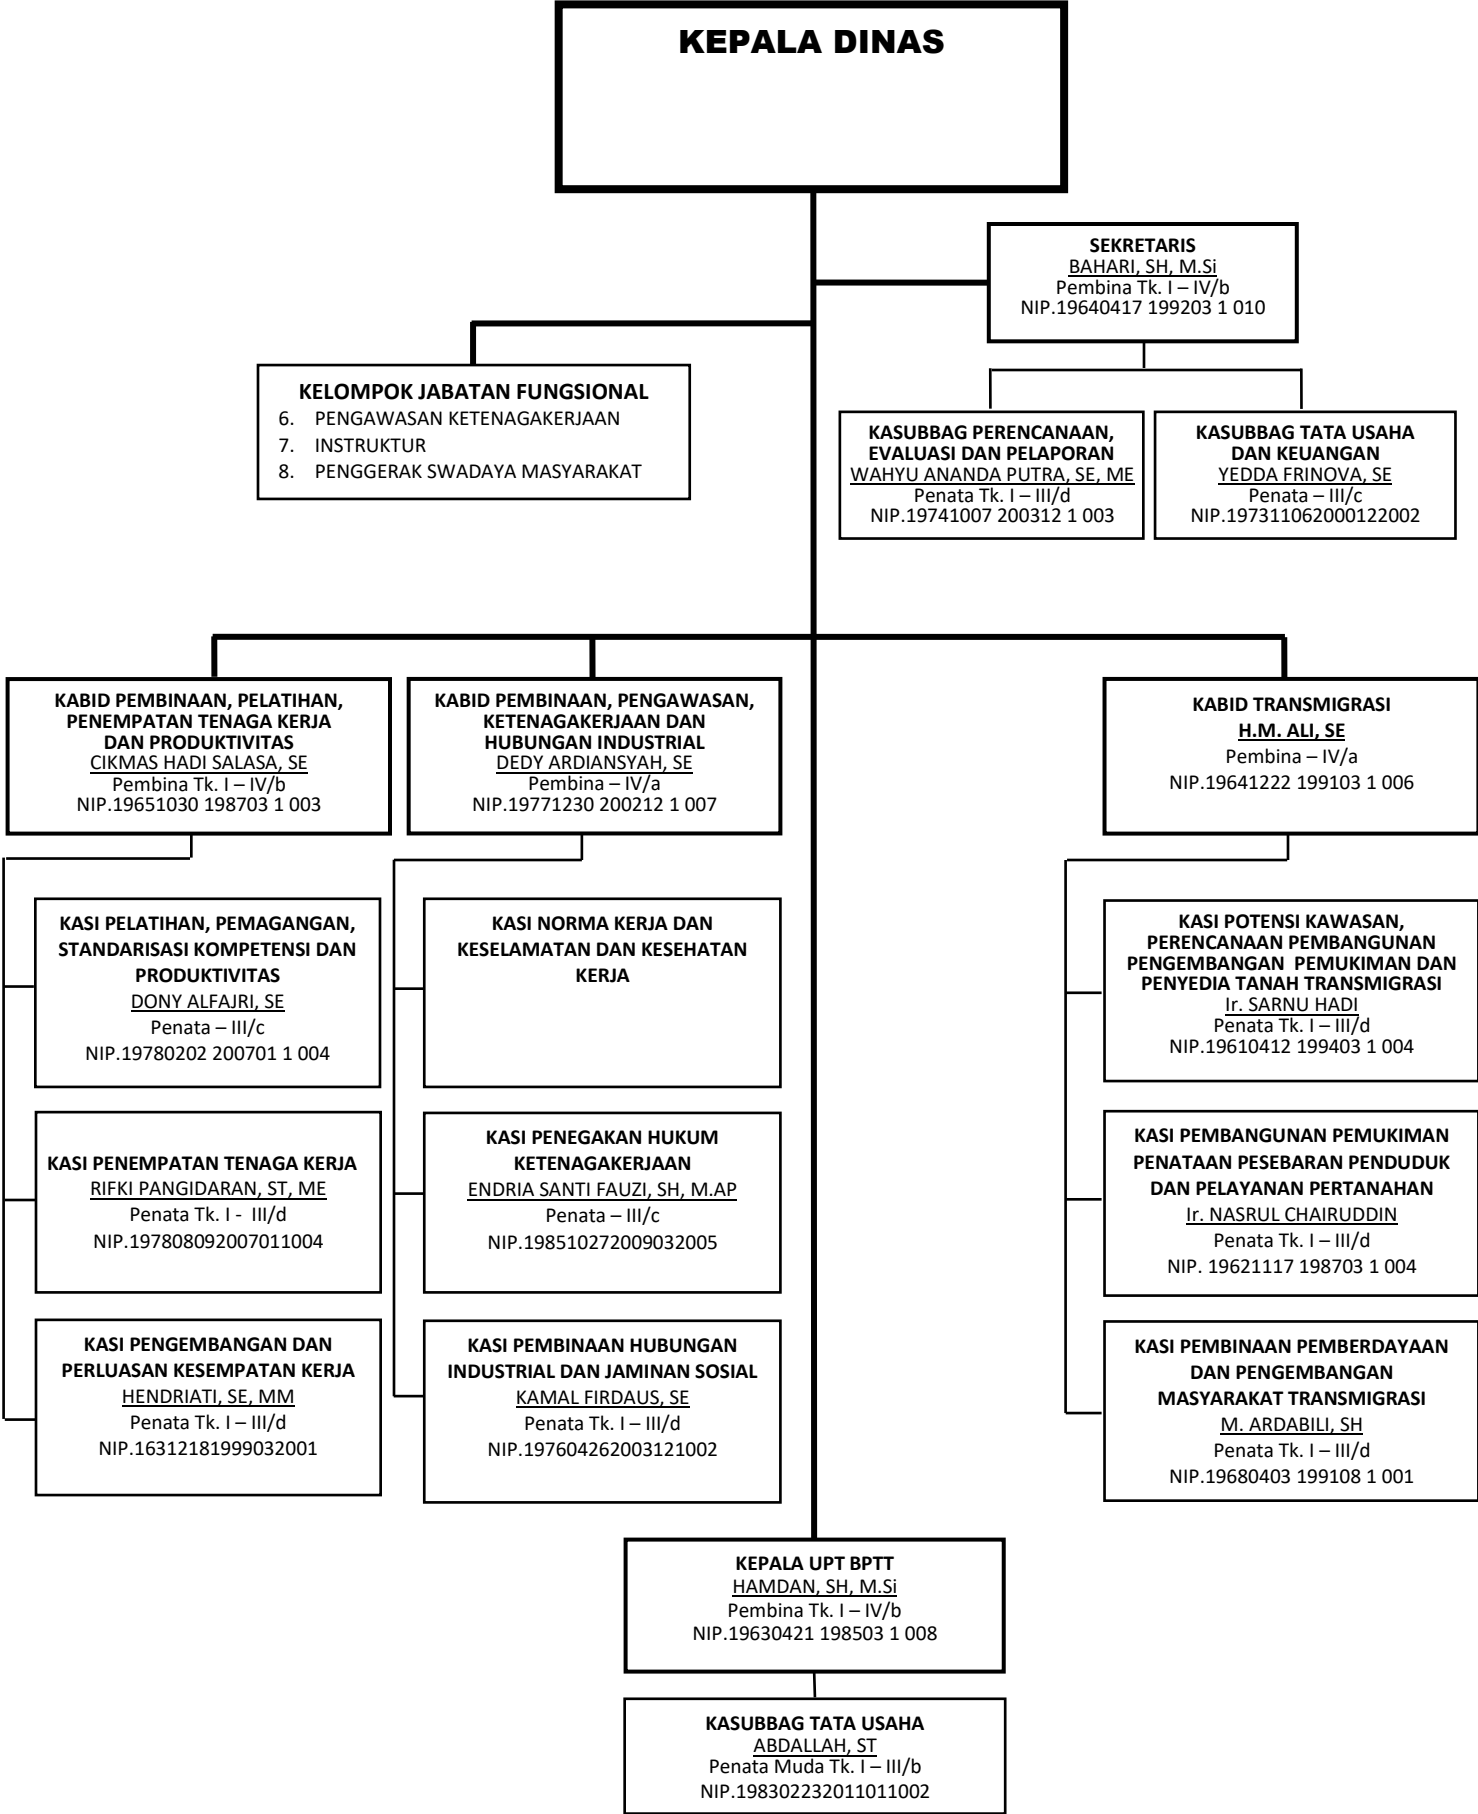 KEPALA DINAS
SEKRETARIS
BAHARI, SH, M.Si
Pembina Tk. I – IV/b
NIP.19640417 199203 1 010
KELOMPOK JABATAN FUNGSIONAL
6. PENGAWASAN KETENAGAKERJAAN
7. INSTRUKTUR
8. PENGGERAK SWADAYA MASYARAKAT
KASUBBAG PERENCANAAN,
EVALUASI DAN PELAPORAN
WAHYU ANANDA PUTRA, SE, ME
Penata Tk. I – III/d
NIP.19741007 200312 1 003
KASUBBAG TATA USAHA
DAN KEUANGAN
YEDDA FRINOVA, SE
Penata – III/c
NIP.197311062000122002
KABID PEMBINAAN, PELATIHAN,
PENEMPATAN TENAGA KERJA
DAN PRODUKTIVITAS
CIKMAS HADI SALASA, SE
Pembina Tk. I – IV/b
NIP.19651030 198703 1 003
KABID PEMBINAAN, PENGAWASAN,
KETENAGAKERJAAN DAN
HUBUNGAN INDUSTRIAL
DEDY ARDIANSYAH, SE
Pembina – IV/a
NIP.19771230 200212 1 007
KABID TRANSMIGRASI
H.M. ALI, SE
Pembina – IV/a
NIP.19641222 199103 1 006
KASI PELATIHAN, PEMAGANGAN,
STANDARISASI KOMPETENSI DAN
PRODUKTIVITAS
DONY ALFAJRI, SE
Penata – III/c
NIP.19780202 200701 1 004
KASI NORMA KERJA DAN
KESELAMATAN DAN KESEHATAN
KERJA
KASI POTENSI KAWASAN,
PERENCANAAN PEMBANGUNAN
PENGEMBANGAN  PEMUKIMAN DAN
PENYEDIA TANAH TRANSMIGRASI
Ir. SARNU HADI
Penata Tk. I – III/d
NIP.19610412 199403 1 004
KASI PENEMPATAN TENAGA KERJA
RIFKI PANGIDARAN, ST, ME
Penata Tk. I -  III/d
NIP.197808092007011004
KASI PENEGAKAN HUKUM
KETENAGAKERJAAN
ENDRIA SANTI FAUZI, SH, M.AP
Penata – III/c
NIP.198510272009032005
KASI PEMBANGUNAN PEMUKIMAN
PENATAAN PESEBARAN PENDUDUK
DAN PELAYANAN PERTANAHAN
Ir. NASRUL CHAIRUDDIN
Penata Tk. I – III/d
NIP. 19621117 198703 1 004
KASI PENGEMBANGAN DAN
PERLUASAN KESEMPATAN KERJA
HENDRIATI, SE, MM
Penata Tk. I – III/d
NIP.16312181999032001
KASI PEMBINAAN HUBUNGAN
INDUSTRIAL DAN JAMINAN SOSIAL
KAMAL FIRDAUS, SE
Penata Tk. I – III/d
NIP.197604262003121002
KASI PEMBINAAN PEMBERDAYAAN
DAN PENGEMBANGAN
MASYARAKAT TRANSMIGRASI
M. ARDABILI, SH
Penata Tk. I – III/d
NIP.19680403 199108 1 001
KEPALA UPT BPTT
HAMDAN, SH, M.Si
Pembina Tk. I – IV/b
NIP.19630421 198503 1 008
KASUBBAG TATA USAHA
ABDALLAH, ST
Penata Muda Tk. I – III/b
NIP.198302232011011002